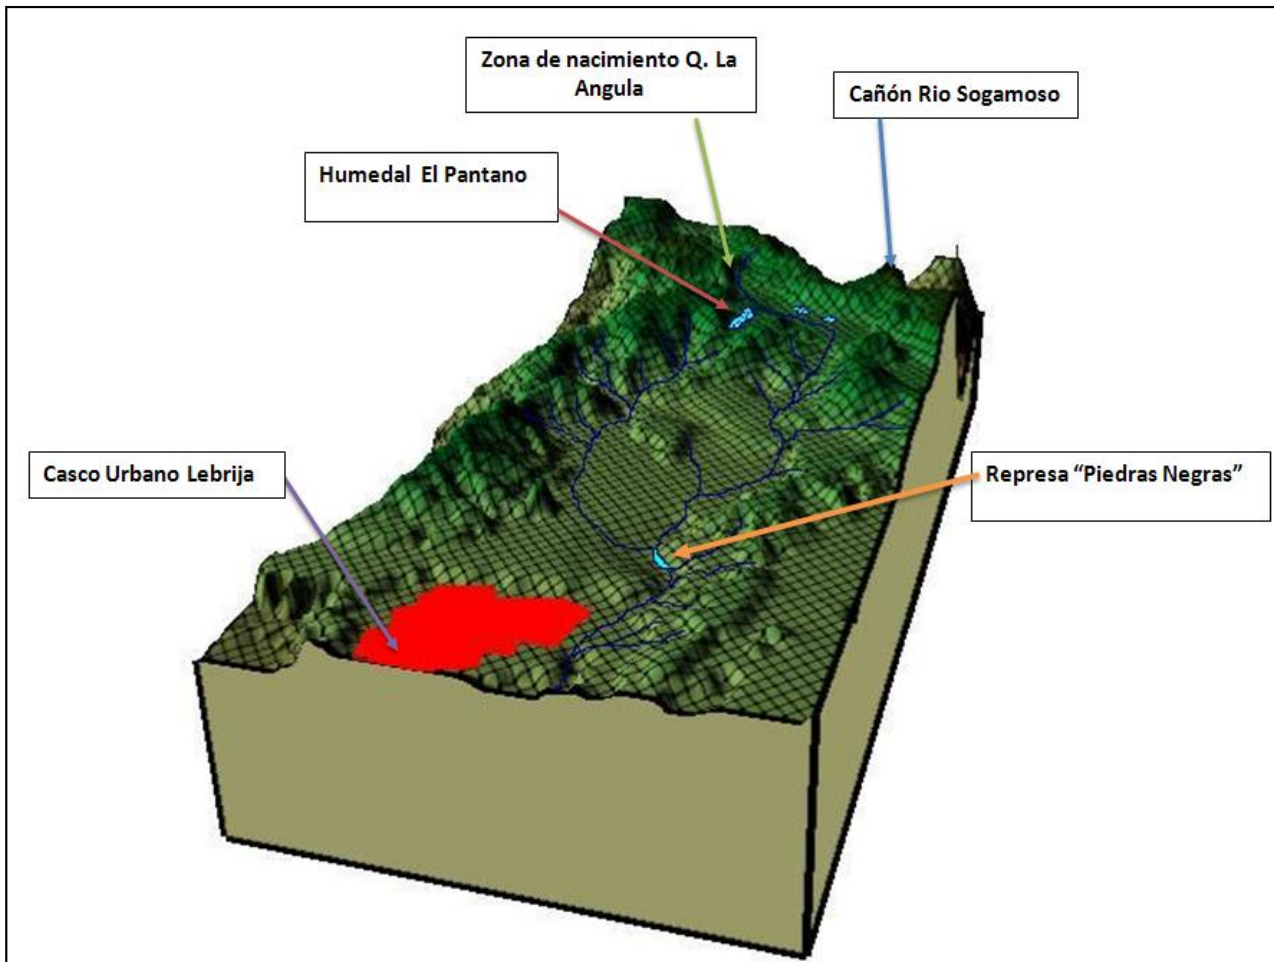 Zona de nacimiento Q. La
Angula
Cañón Rio Sogamoso
Humedal El Pantano
Casco Urbano Lebrija
Represa “Piedras Negras”